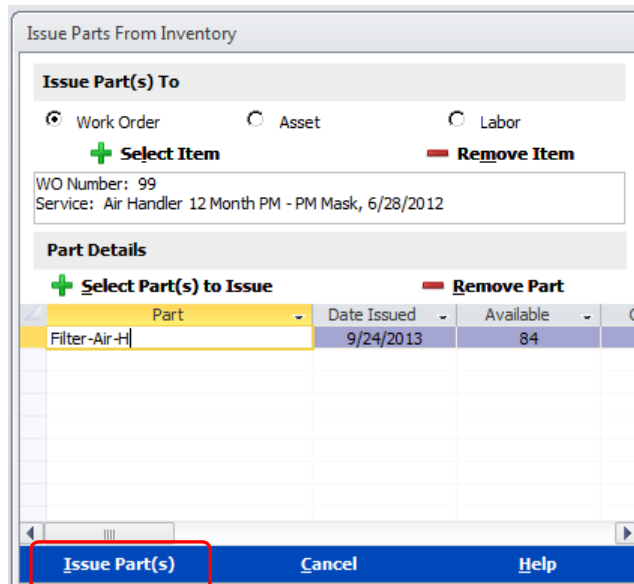 Issue Parts From Inventory
Issue Part(s) To
Work Order Asset Labor
Select Item Remove Item
WO Number: 99
Service: Air Handler 12 Month PM - PM Mask, 6/28/2012
Part Details
Select Part(s) to Issue Remove Part
Part Date Issued Available
Filter-Air-H 9/24/2013 84
Issue Part(s) Cancel Help